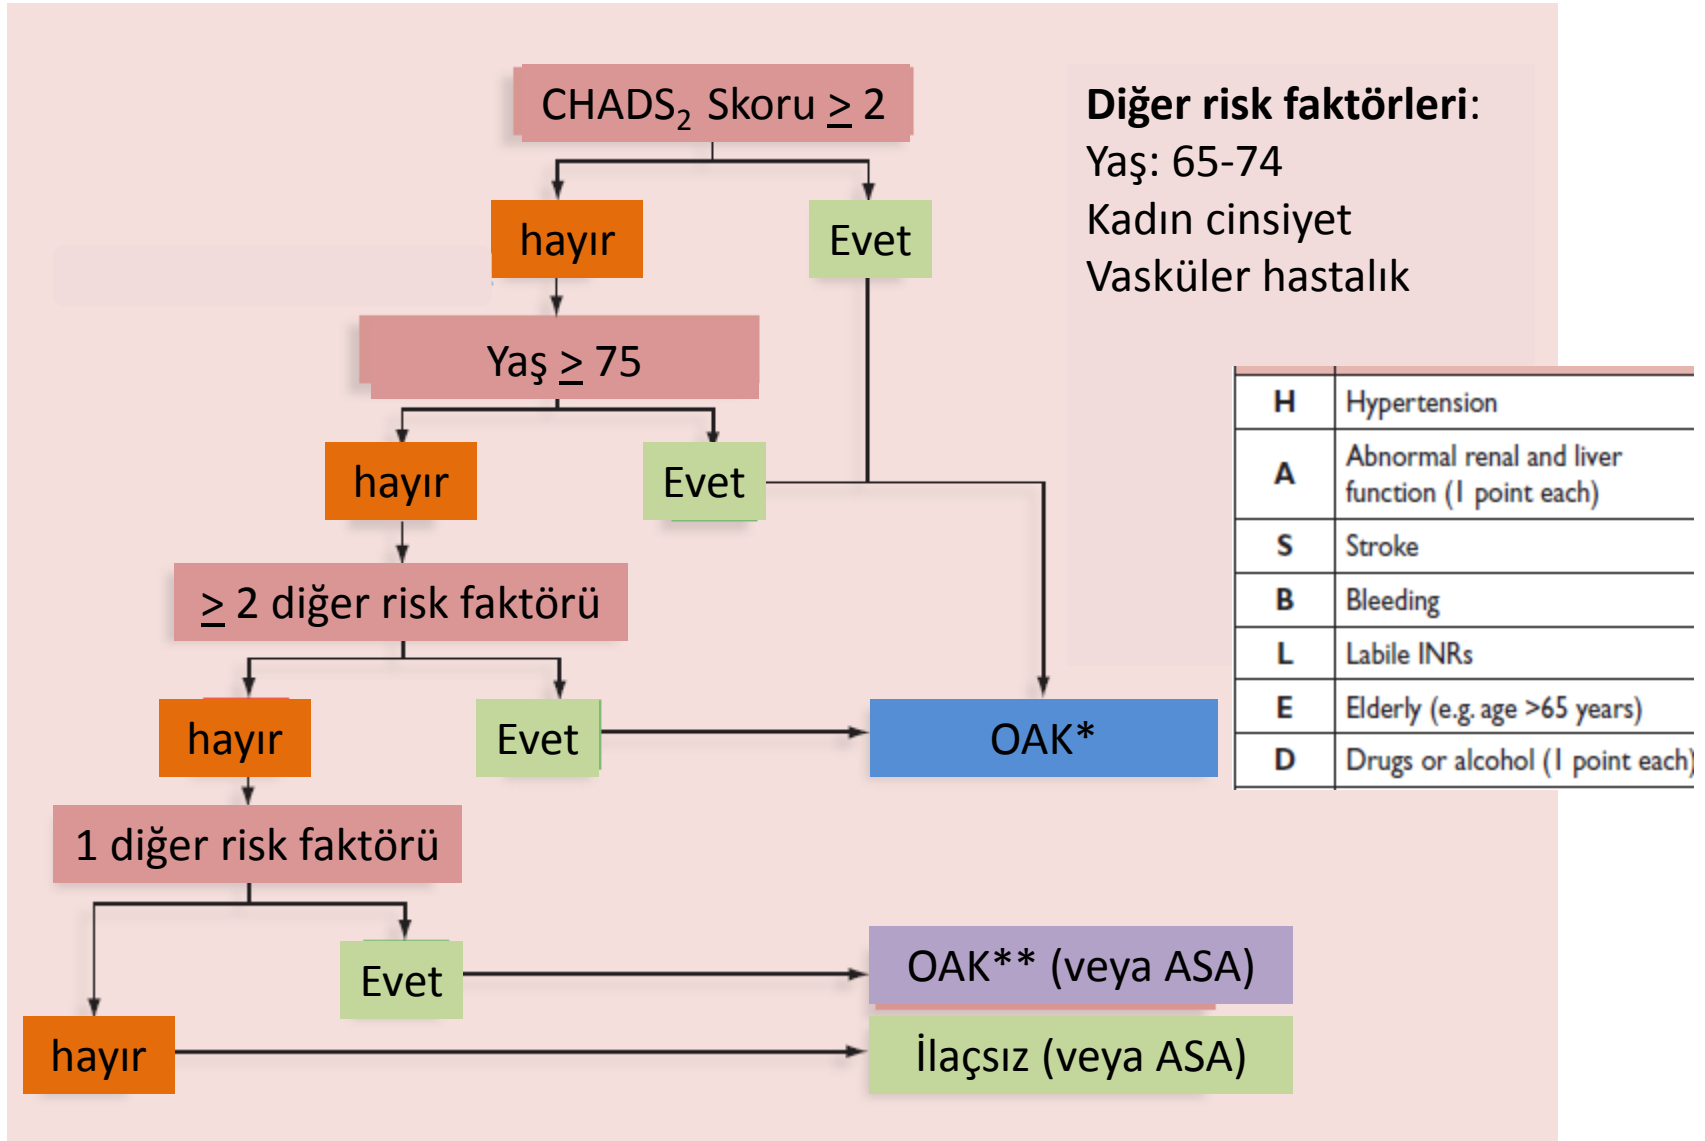 CHADS₂ Skoru ≥ 2
hayır
Evet
Yaş ≥ 75
hayır
Evet
≥ 2 diğer risk faktörü
hayır
Evet
OAK*
1 diğer risk faktörü
Evet
OAK** (veya ASA)
hayır
İlaçsız (veya ASA)
Diğer risk faktörleri:
Yaş: 65-74
Kadın cinsiyet
Vasküler hastalık
H Hypertension
A Abnormal renal and liver
function (1 point each)
S Stroke
B Bleeding
L Labile INRs
E Elderly (e.g. age >65 years)
D Drugs or alcohol (1 point each)